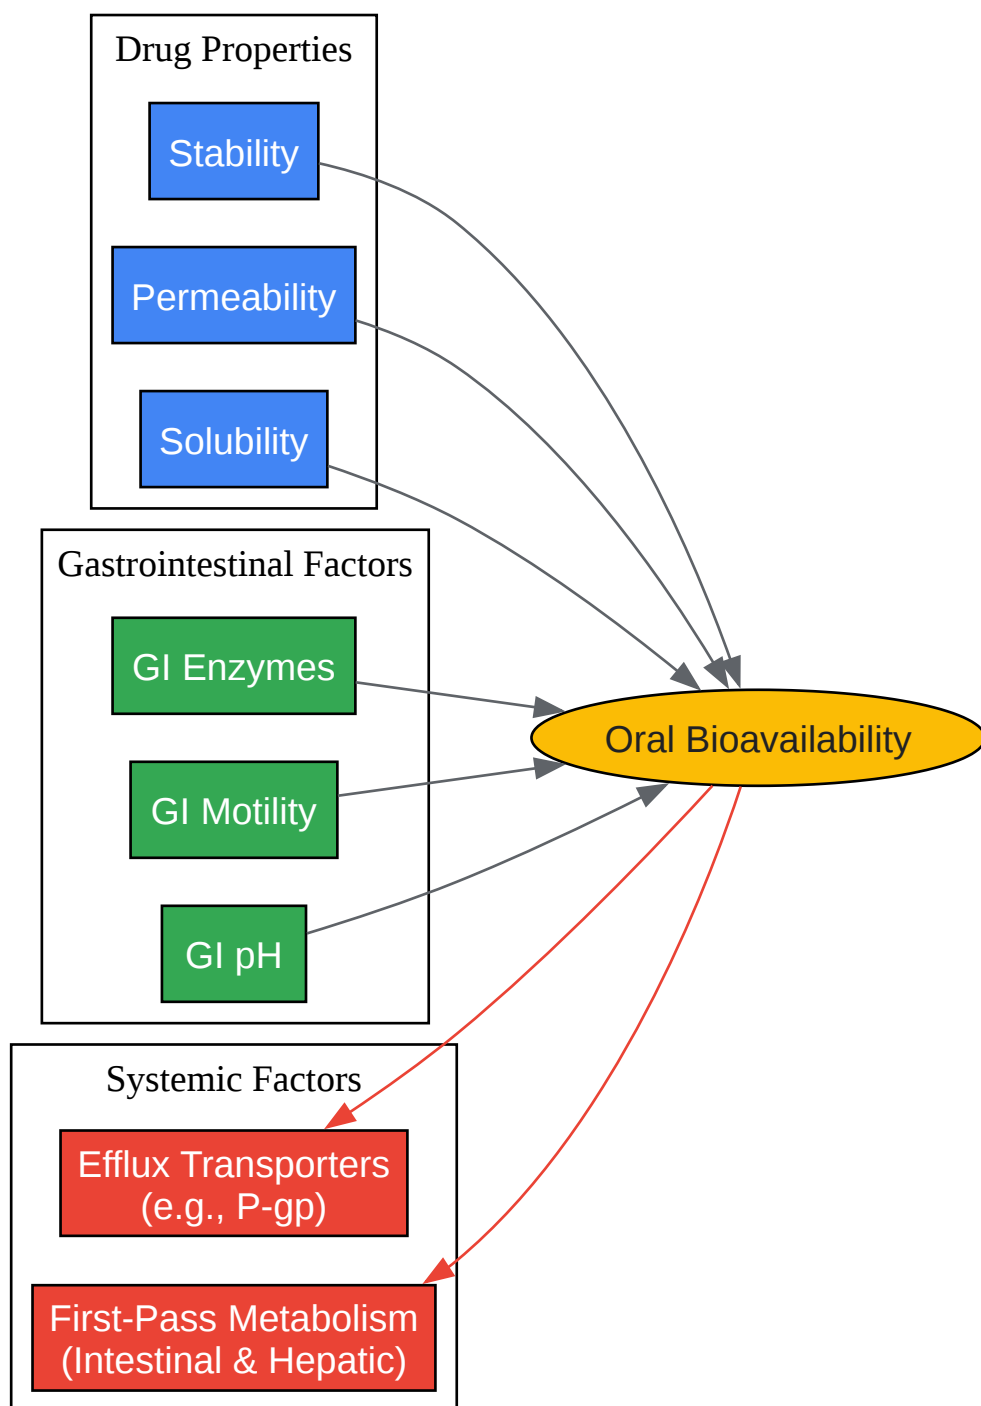 Drug Properties
Stability
Permeability
Solubility
Gastrointestinal Factors
GI Enzymes
GI Motility
GI pH
Oral Bioavailability
Systemic Factors
Efflux Transporters
(e.g., P-gp)
First-Pass Metabolism
(Intestinal & Hepatic)